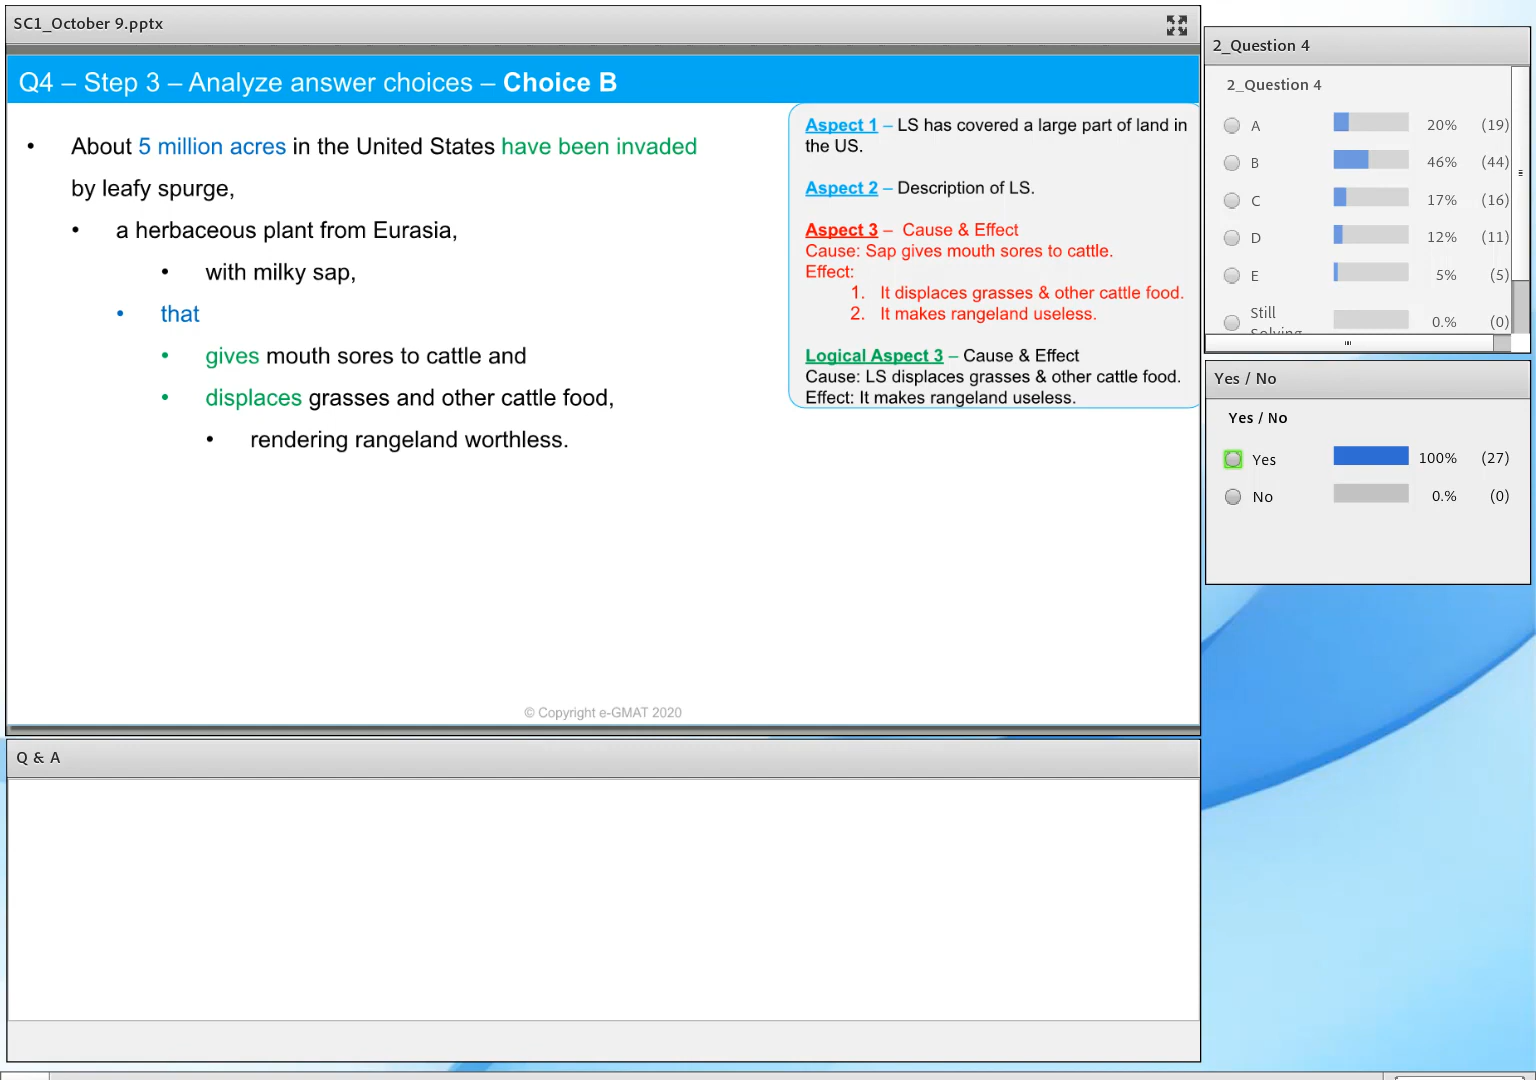 SC1_October 9.pptx
Q4 – Step 3 – Analyze answer choices – Choice B
• About 5 million acres in the United States have been invaded
by leafy spurge,
• a herbaceous plant from Eurasia,
• with milky sap,
• that
• gives mouth sores to cattle and
• displaces grasses and other cattle food,
• rendering rangeland worthless.
Aspect 1 – LS has covered a large part of land in
the US.
Aspect 2 – Description of LS.
Aspect 3 – Cause & Effect
Cause: Sap gives mouth sores to cattle.
Effect:
1. It displaces grasses & other cattle food.
2. It makes rangeland useless.
Logical Aspect 3 – Cause & Effect
Cause: LS displaces grasses & other cattle food.
Effect: It makes rangeland useless.
© Copyright e-GMAT 2020
Q & A
2_Question 4
2_Question 4
A 20% (19)
B 46% (44)
C 17% (16)
D 12% (11)
E 5% (5)
Still
Solving 0.% (0)
Yes / No
Yes / No
Yes 100% (27)
No 0.% (0)